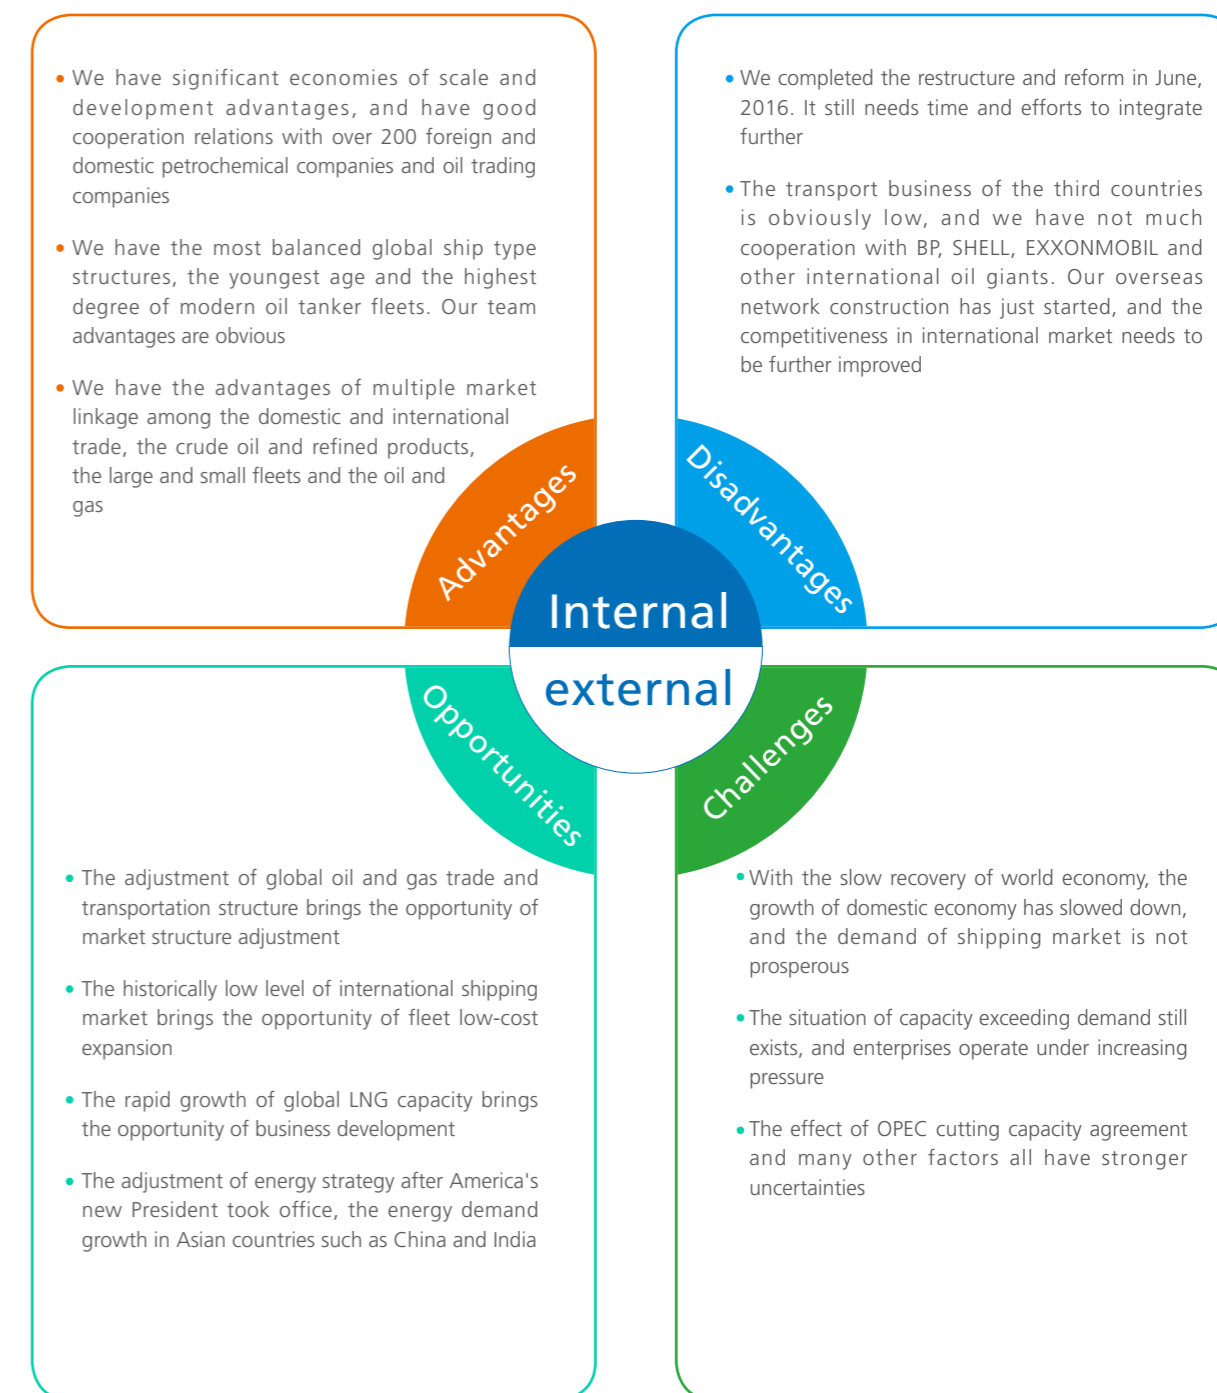 We have significant economies of scale and
development advantages, and have good
cooperation relations with over 200 foreign and
domestic petrochemical companies and oil trading
companies
We have the most balanced global ship type
structures, the youngest age and the highest
degree of modern oil tanker fleets. Our team
advantages are obvious
We have the advantages of multiple market
linkage among the domestic and international
trade, the crude oil and refined products,
the large and small fleets and the oil and
gas
Advantages
We completed the restructure and reform in June,
2016. It still needs time and efforts to integrate
further
The transport business of the third countries
is obviously low, and we have not much
cooperation with BP, SHELL, EXXONMOBIL and
other international oil giants. Our overseas
network construction has just started, and the
competitiveness in international market needs to
be further improved
Disadvantages
Internal
external
Opportunities
The adjustment of global oil and gas trade and
transportation structure brings the opportunity of
market structure adjustment
The historically low level of international shipping
market brings the opportunity of fleet low-cost
expansion
The rapid growth of global LNG capacity brings
the opportunity of business development
The adjustment of energy strategy after America's
new President took office, the energy demand
growth in Asian countries such as China and India
Challenges
With the slow recovery of world economy, the
growth of domestic economy has slowed down,
and the demand of shipping market is not
prosperous
The situation of capacity exceeding demand still
exists, and enterprises operate under increasing
pressure
The effect of OPEC cutting capacity agreement
and many other factors all have stronger
uncertainties